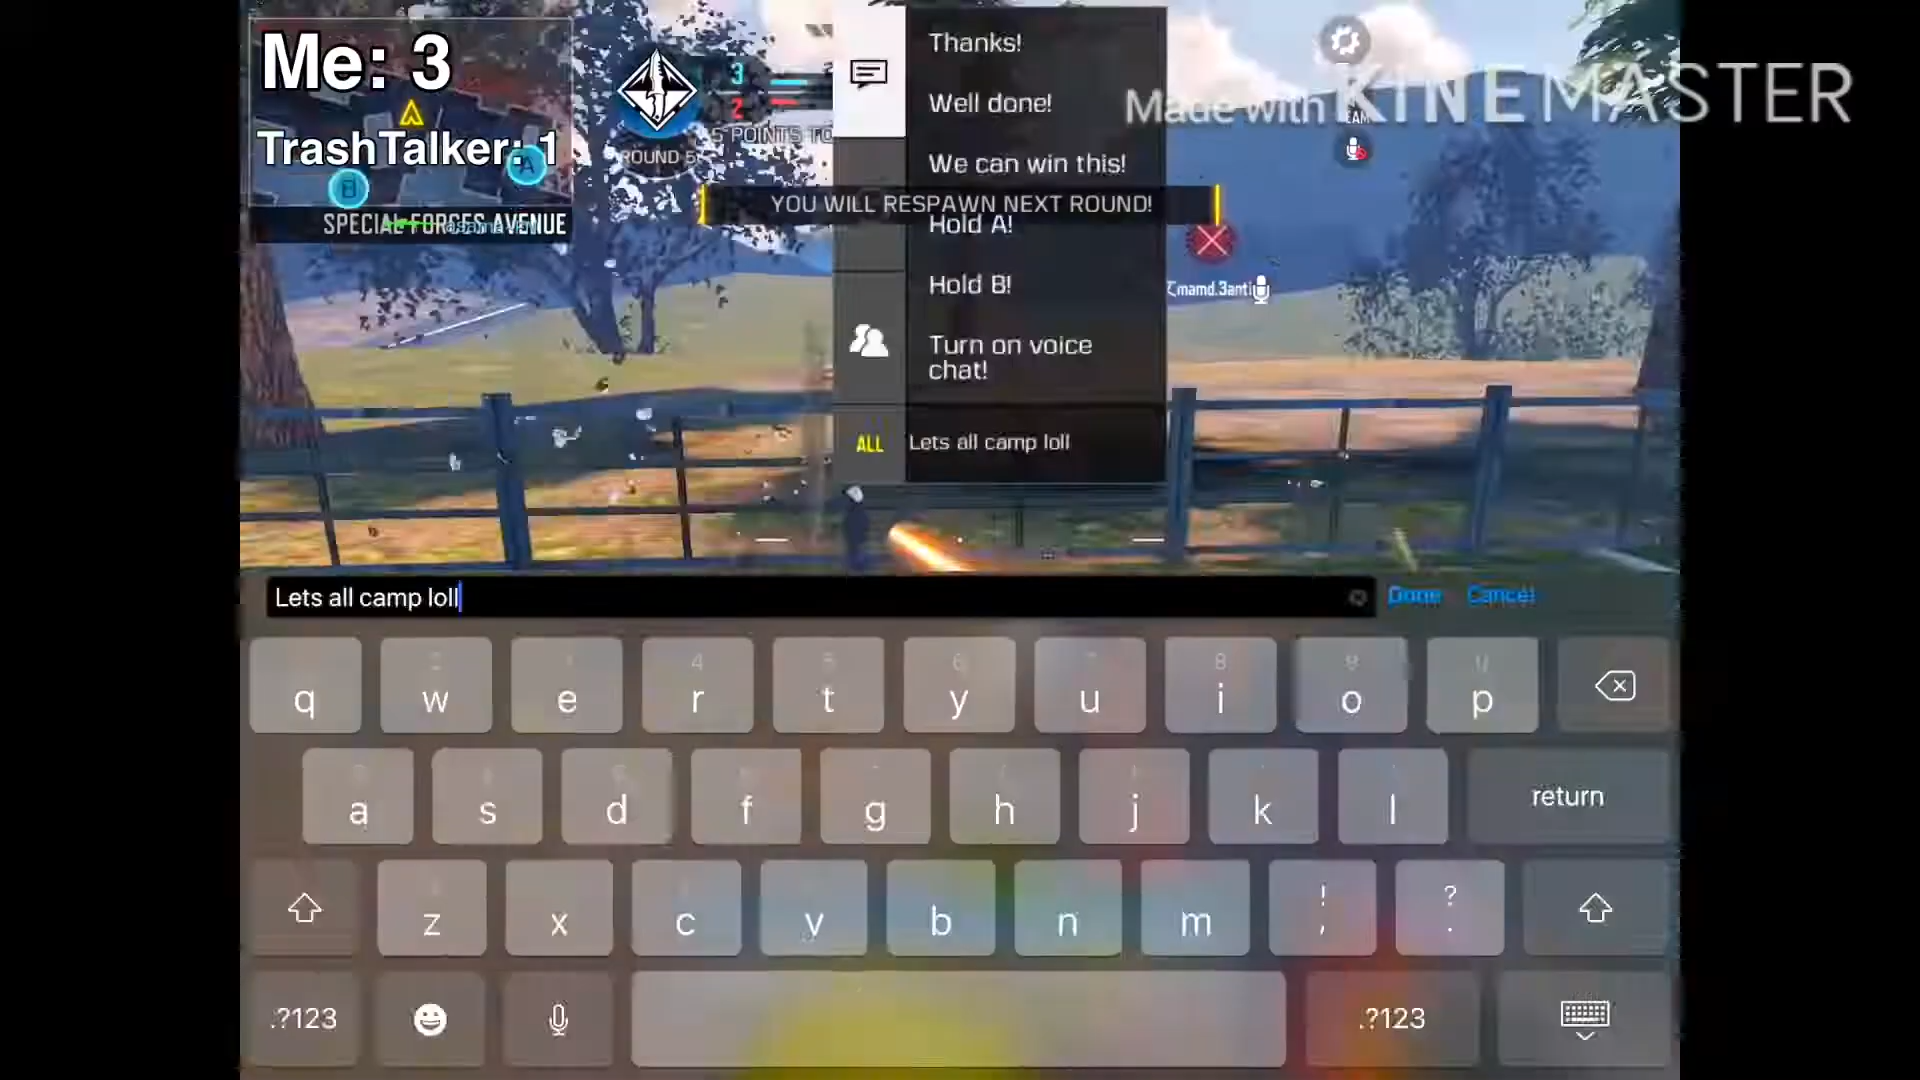 Me: 3
TrashTalker: 1
A
B
SPECIAL FORCES AVENUE
3
2
ROUND 5
5 POINTS TO
Thanks!
Well done!
We can win this!
YOU WILL RESPAWN NEXT ROUND!
Hold A!
Hold B!
Turn on voice
chat!
ALL Lets all camp loll
Made with KINEMASTER
Lets all camp loll
Done Cancel
q w e r t y u i o p
a s d f g h j k l return
z x c v b n m ! , ? .
.?123 .?123